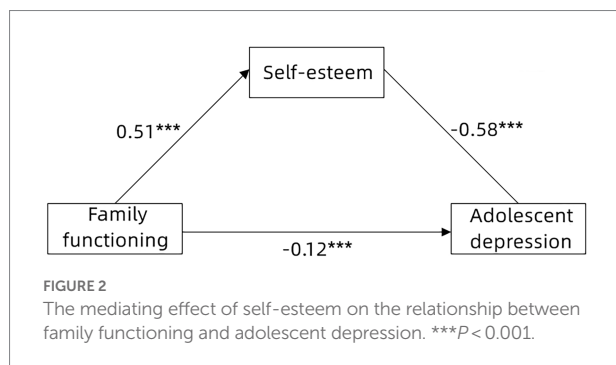 Self-esteem
0.51***
-0.58***
Family
functioning
Adolescent
depression
-0.12***
FIGURE 2
The mediating effect of self-esteem on the relationship between
family functioning and adolescent depression. ***P < 0.001.